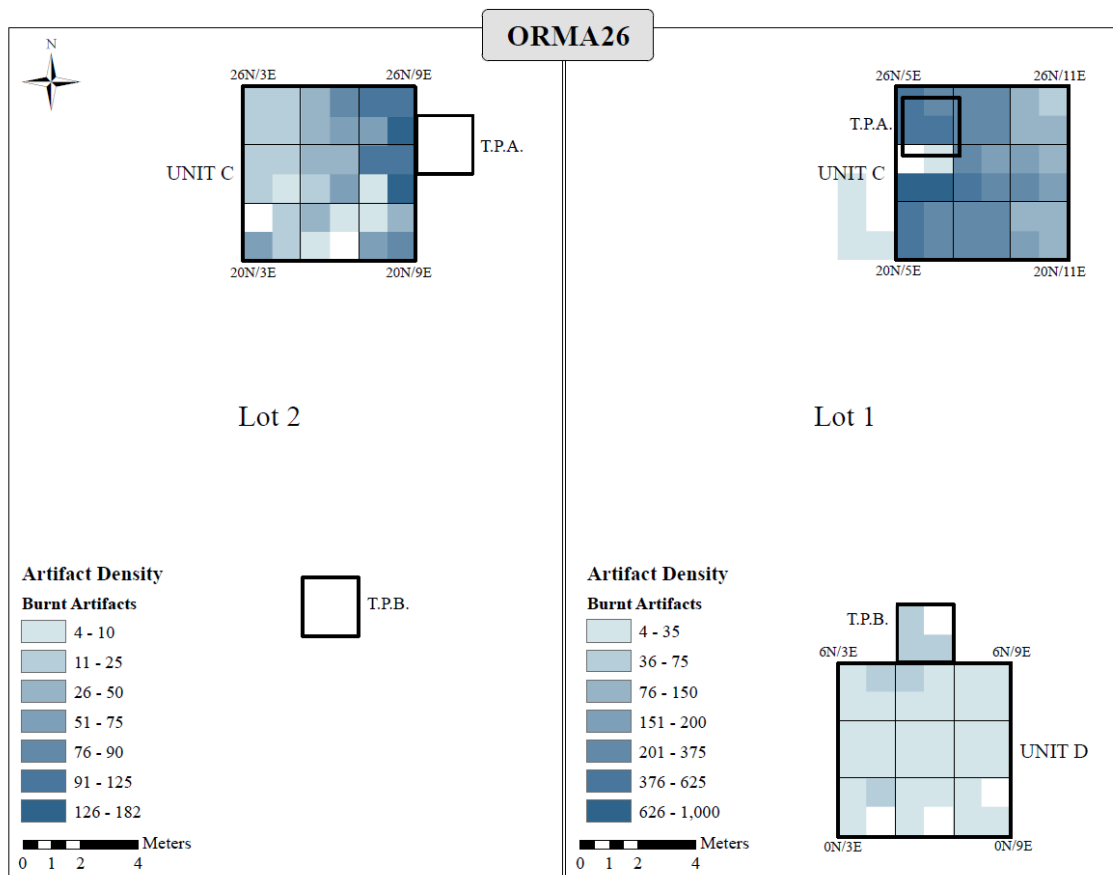 ORMA26
N
26N/3E 26N/9E
T.P.A.
UNIT C
20N/3E 20N/9E
Lot 2
T.P.B.
Artifact Density
Burnt Artifacts
4 - 10
11 - 25
26 - 50
51 - 75
76 - 90
91 - 125
126 - 182
Meters
0 1 2 4
26N/5E 26N/11E
T.P.A.
UNIT C
20N/5E 20N/11E
Lot 1
Artifact Density
Burnt Artifacts
4 - 35
36 - 75
76 - 150
151 - 200
201 - 375
376 - 625
626 - 1,000
Meters
0 1 2 4
T.P.B.
6N/3E 6N/9E
UNIT D
0N/3E 0N/9E